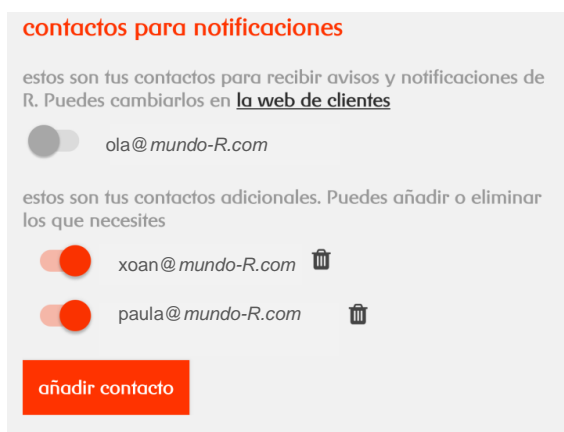 contactos para notificaciones
estos son tus contactos para recibir avisos y notificaciones de
R. Puedes cambiarlos en la web de clientes
ola@mundo-R.com
estos son tus contactos adicionales. Puedes añadir o eliminar
los que necesites
xoan@mundo-R.com
paula@mundo-R.com
añadir contacto